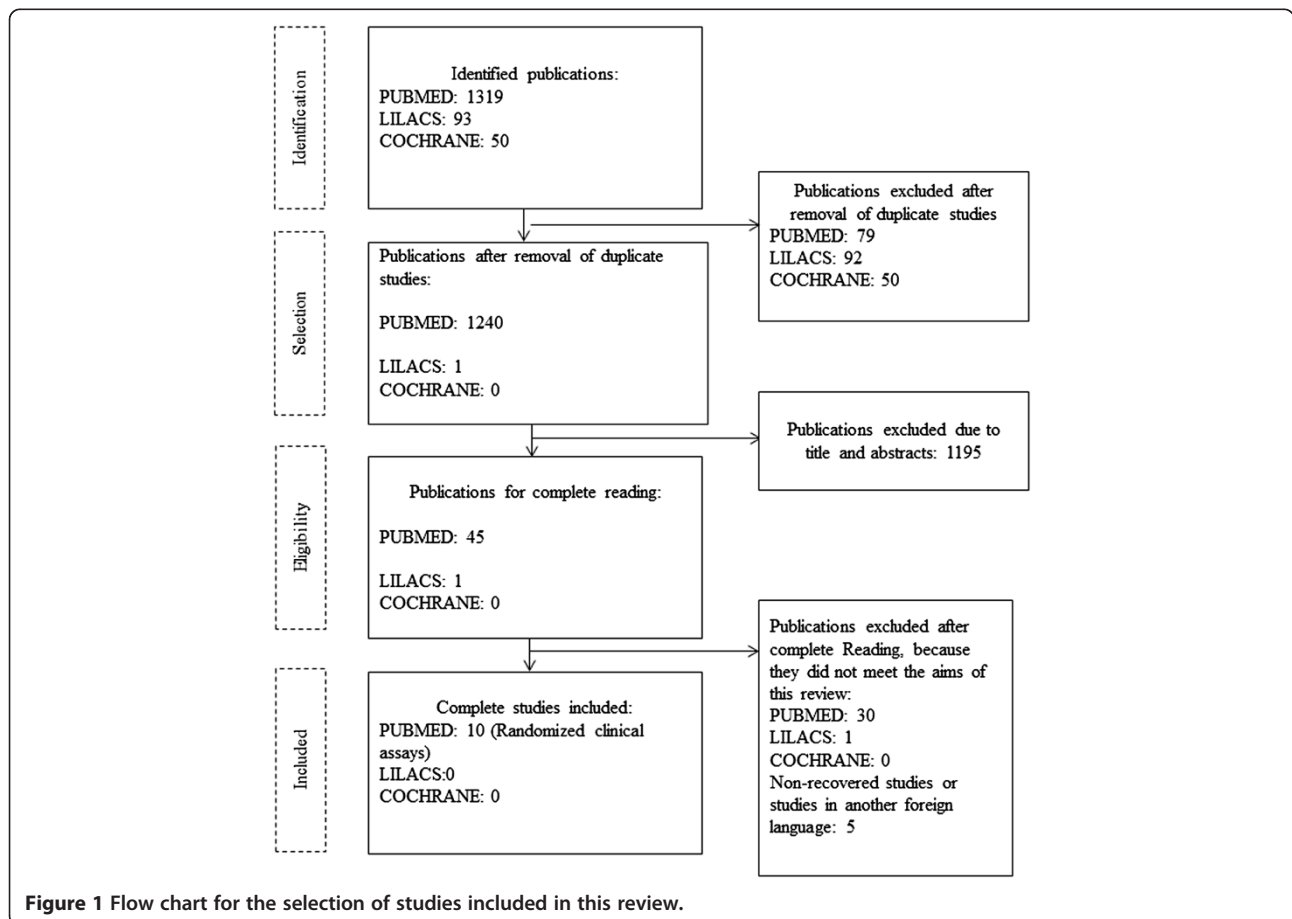 Identification
Identified publications:
PUBMED: 1319
LILACS: 93
COCHRANE: 50
Publications excluded after
removal of duplicate studies
PUBMED: 79
LILACS: 92
COCHRANE: 50
Selection
Publications after removal of duplicate
studies:
PUBMED: 1240
LILACS: 1
COCHRANE: 0
Publications excluded due to
title and abstracts: 1195
Eligibility
Publications for complete reading:
PUBMED: 45
LILACS: 1
COCHRANE: 0
Publications excluded after
complete Reading, because
they did not meet the aims of
this review:
PUBMED: 30
LILACS: 1
COCHRANE: 0
Non-recovered studies or
studies in another foreign
language: 5
Included
Complete studies included:
PUBMED: 10 (Randomized clinical
assays)
LILACS:0
COCHRANE: 0
Figure 1 Flow chart for the selection of studies included in this review.